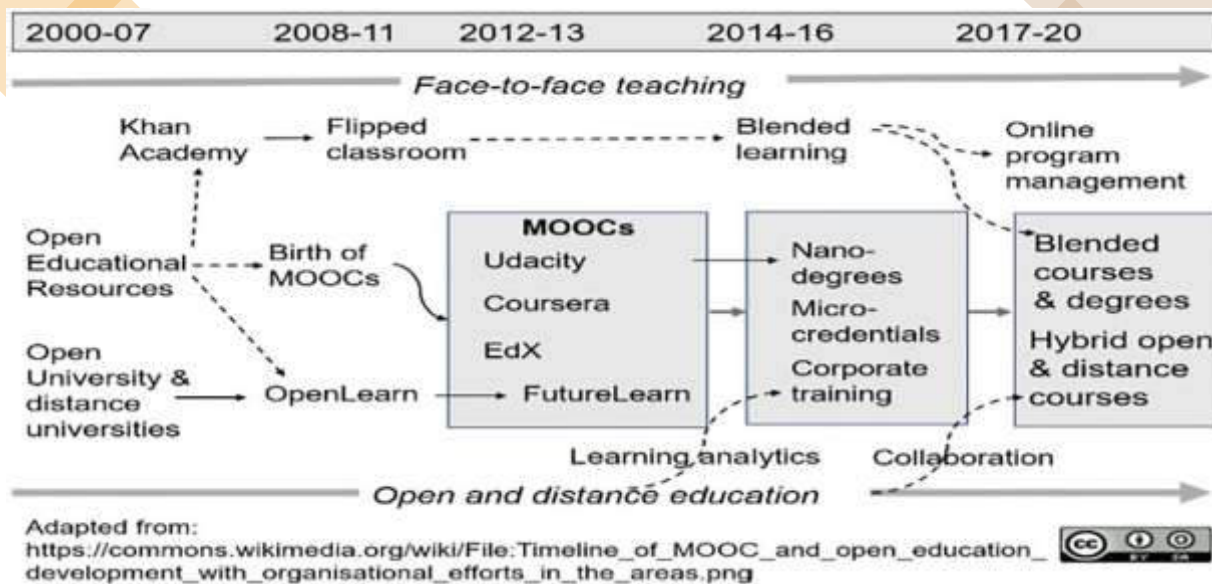 2000-07 2008-11 2012-13 2014-16 2017-20
Face-to-face teaching
Khan
Academy
Flipped
classroom
Blended
learning
Online
program
management
Open
Educational
Resources
Birth of
MOOCs
MOOCs
Udacity
Coursera
EdX
FutureLearn
Nano-
degrees
Micro-
credentials
Corporate
training
Blended
courses
& degrees
Hybrid open
& distance
courses
Open
University &
distance
universities
OpenLearn
Learning analytics
Collaboration
Open and distance education
Adapted from:
https://commons.wikimedia.org/wiki/File:Timeline_of_MOOC_and_open_education_
development_with_organisational_efforts_in_the_areas.png
cc
BY SA